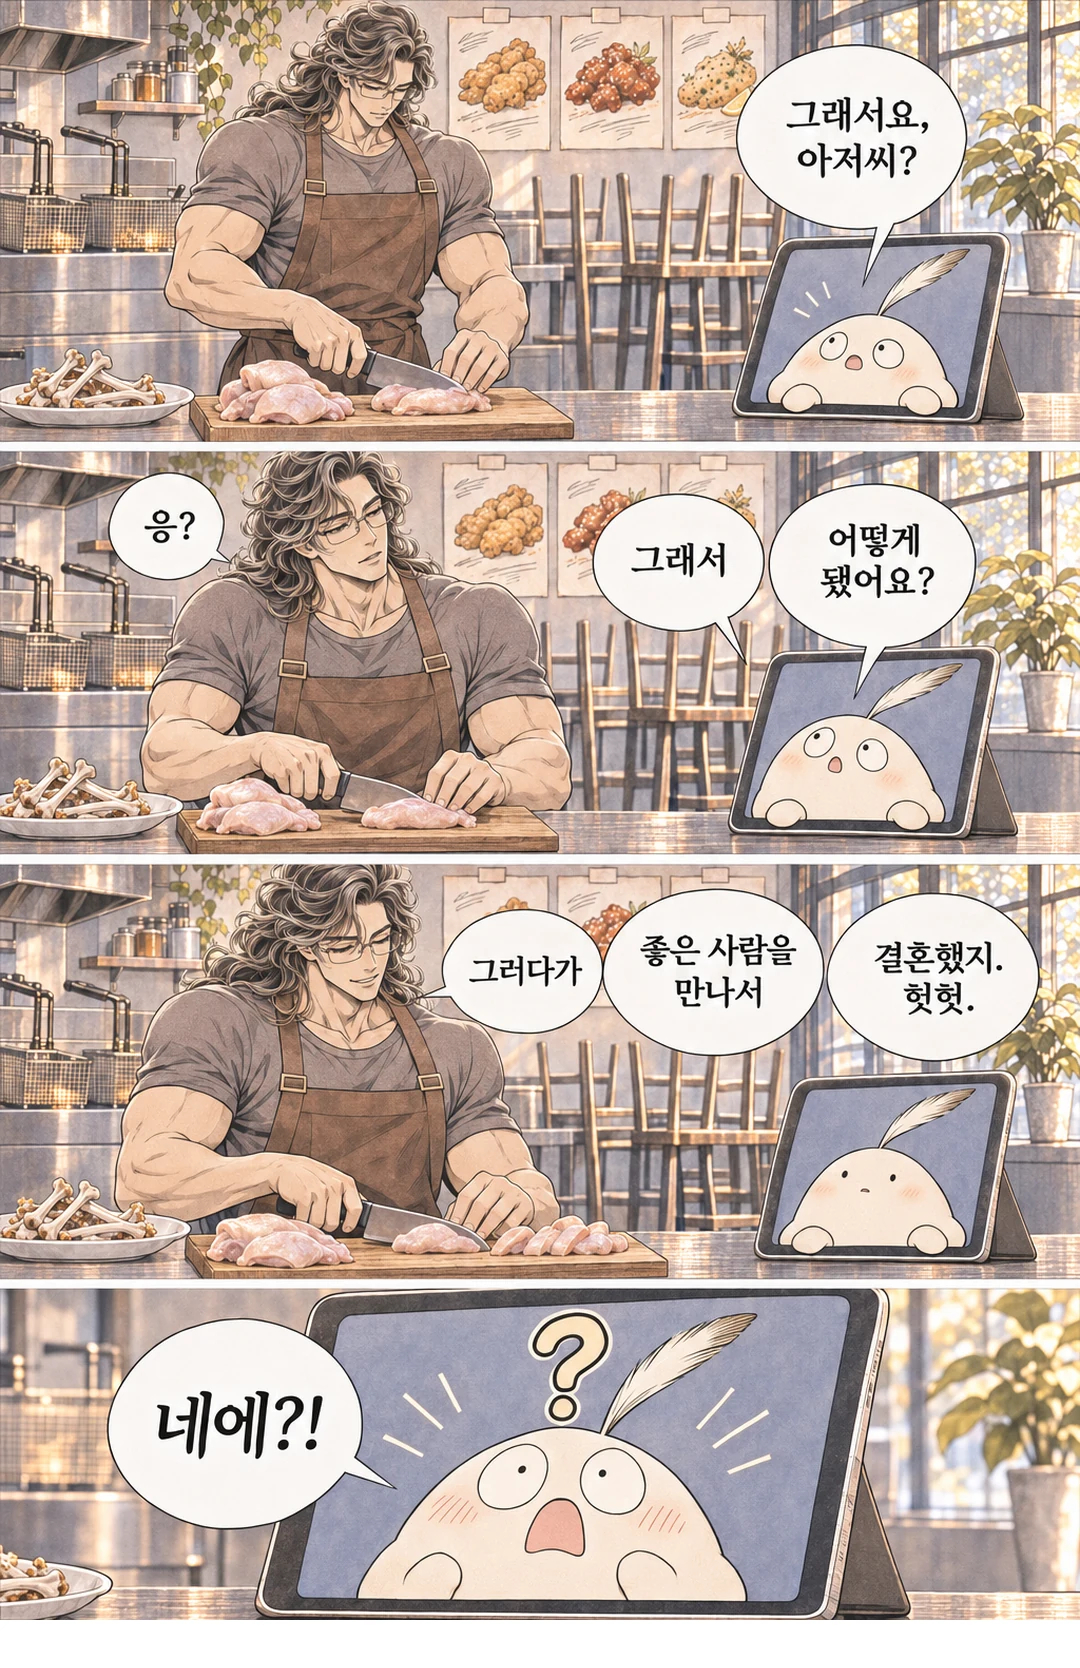 그래서요,
아저씨?
응?
그래서
어떻게
됐어요?
그러다가
좋은 사람을
만나서
결혼했지.
헛헛.
네에?!
?